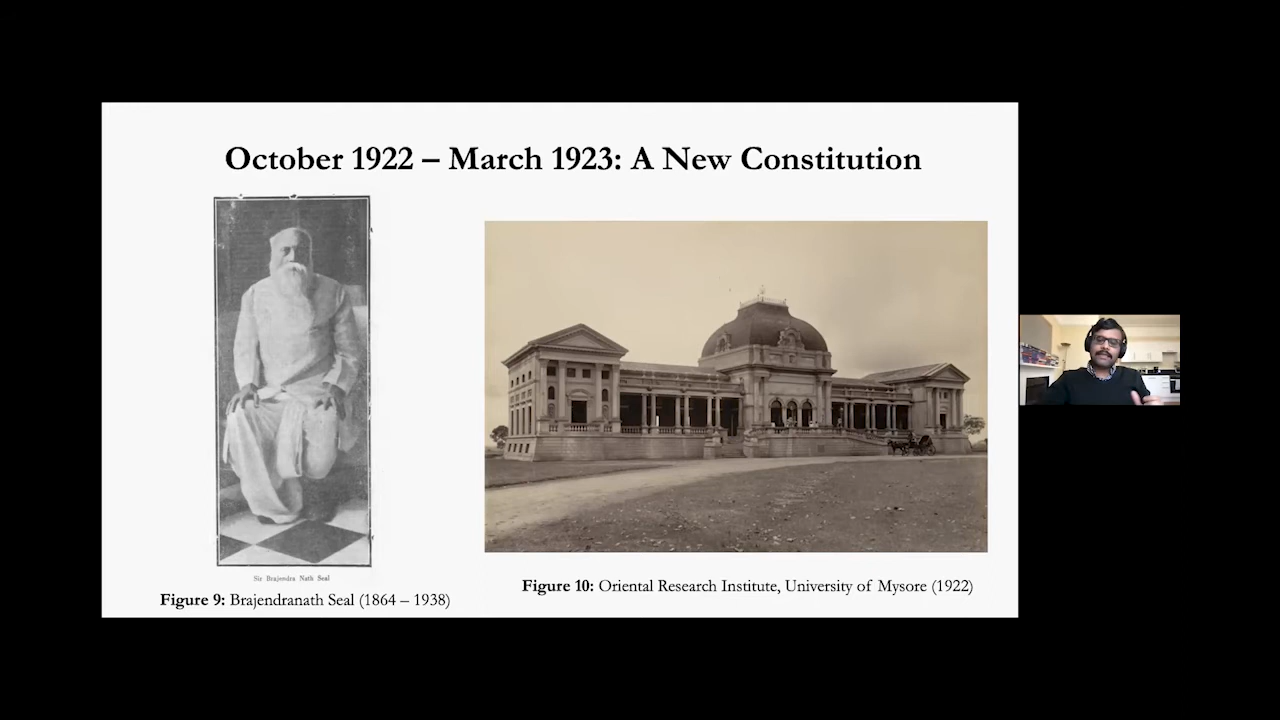 October 1922 – March 1923: A New Constitution
Sir Brajendra Nath Seal
Figure 9: Brajendranath Seal (1864 – 1938)
Figure 10: Oriental Research Institute, University of Mysore (1922)